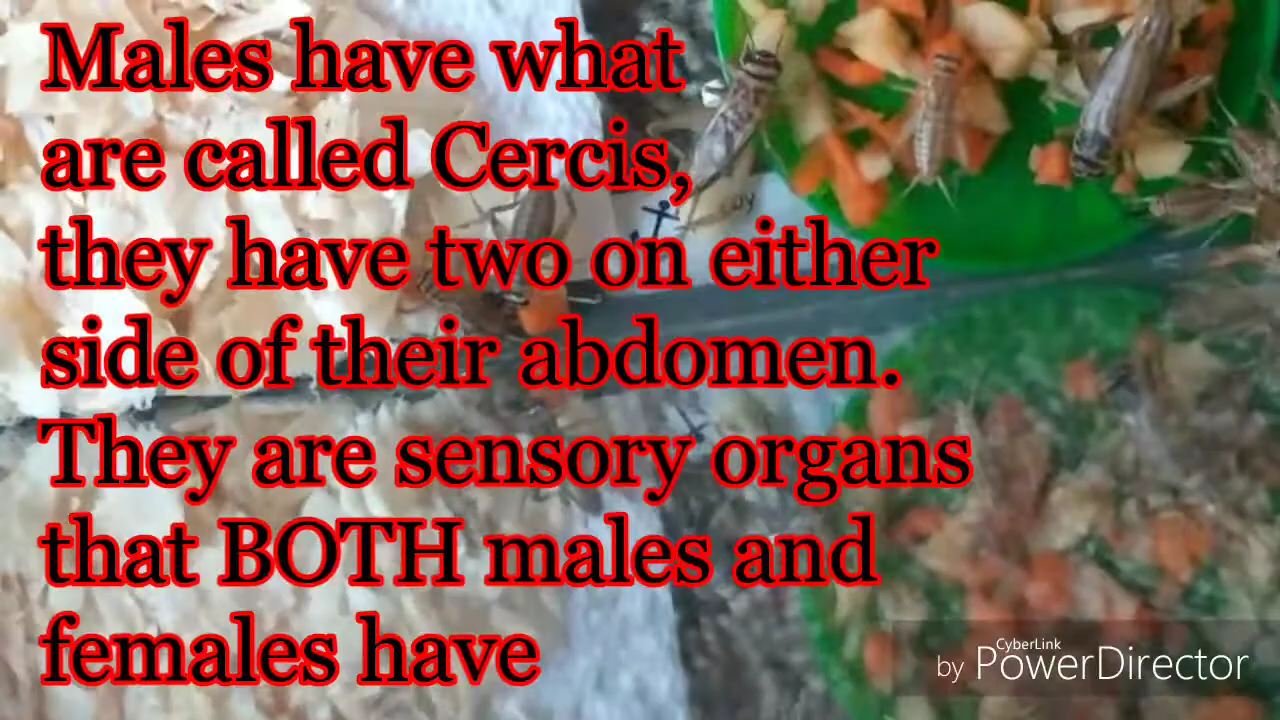 Males have what
are called Cercis,
they have two on either
side of their abdomen.
They are sensory organs
that BOTH males and
females have
CyberLink
by PowerDirector